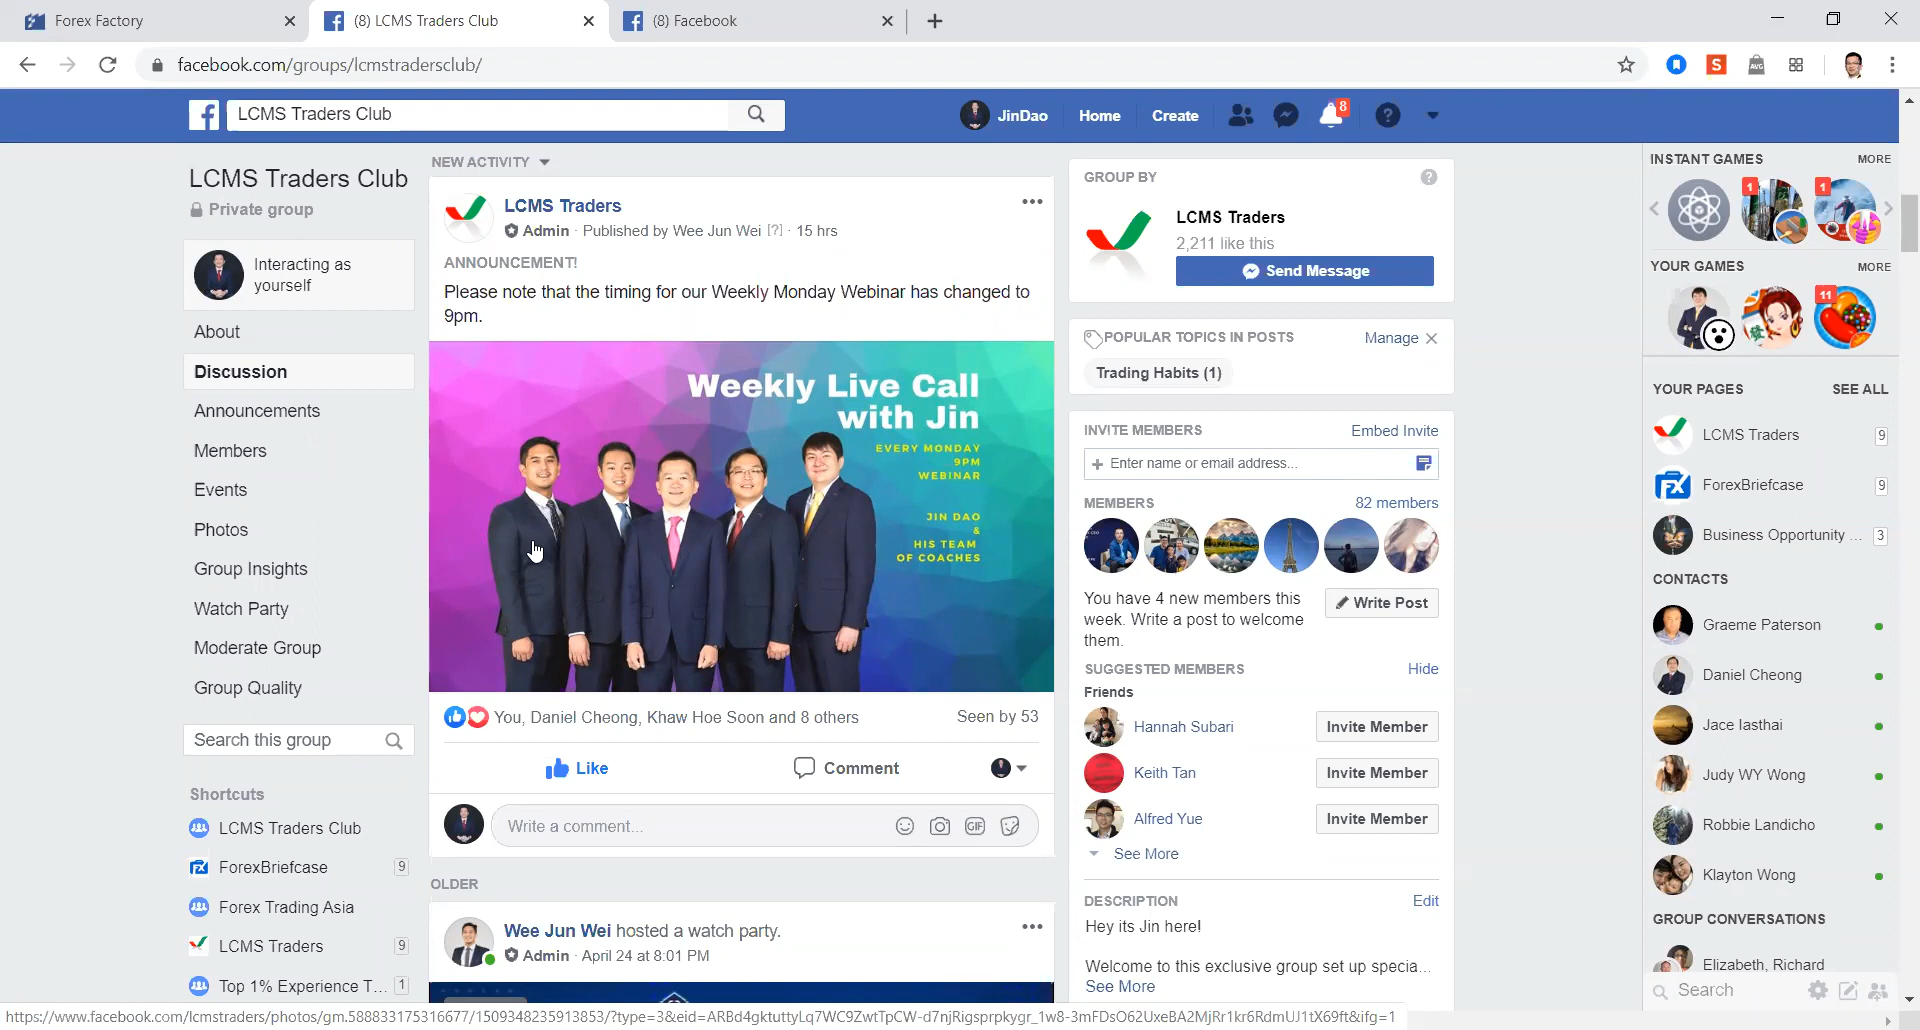 Forex Factory
(8) LCMS Traders Club
(8) Facebook
facebook.com/groups/lcmstradersclub/
S
AVG
LCMS Traders Club
JinDao
Home
Create
8
LCMS Traders Club
Private group
Interacting as
yourself
About
Discussion
Announcements
Members
Events
Photos
Group Insights
Watch Party
Moderate Group
Group Quality
Search this group
Shortcuts
LCMS Traders Club
ForexBriefcase 9
Forex Trading Asia
LCMS Traders 9
Top 1% Experience T... 1
NEW ACTIVITY
LCMS Traders
Admin · Published by Wee Jun Wei [?] · 15 hrs
ANNOUNCEMENT!
Please note that the timing for our Weekly Monday Webinar has changed to
9pm.
Weekly Live Call
with Jin
EVERY MONDAY
9PM
WEBINAR
JIN DAO
&
HIS TEAM
OF COACHES
You, Daniel Cheong, Khaw Hoe Soon and 8 others
Seen by 53
Like
Comment
Write a comment...
GIF
OLDER
Wee Jun Wei hosted a watch party.
Admin · April 24 at 8:01 PM
GROUP BY
?
LCMS Traders
2,211 like this
Send Message
POPULAR TOPICS IN POSTS
Manage
Trading Habits (1)
INVITE MEMBERS
Embed Invite
+ Enter name or email address...
MEMBERS
82 members
You have 4 new members this
week. Write a post to welcome
them.
Write Post
SUGGESTED MEMBERS
Hide
Friends
Hannah Subari
Invite Member
Keith Tan
Invite Member
Alfred Yue
Invite Member
See More
DESCRIPTION
Edit
Hey its Jin here!
Welcome to this exclusive group set up specia...
See More
INSTANT GAMES
MORE
1
1
YOUR GAMES
MORE
11
YOUR PAGES
SEE ALL
LCMS Traders 9
ForexBriefcase 9
Business Opportunity ... 3
CONTACTS
Graeme Paterson
Daniel Cheong
Jace Iasthai
Judy WY Wong
Robbie Landicho
Klayton Wong
GROUP CONVERSATIONS
Elizabeth, Richard
Search
https://www.facebook.com/lcmstraders/photos/gm.588833175316677/1509348235913853/?type=3&eid=ARBd4gktuttyLq7WC9ZwtTpCW-d7njRigsprpkygr_1w8-3mFDsO62UxeBA2MjRr1kr6RdmUJ1tX69ft&ifg=1